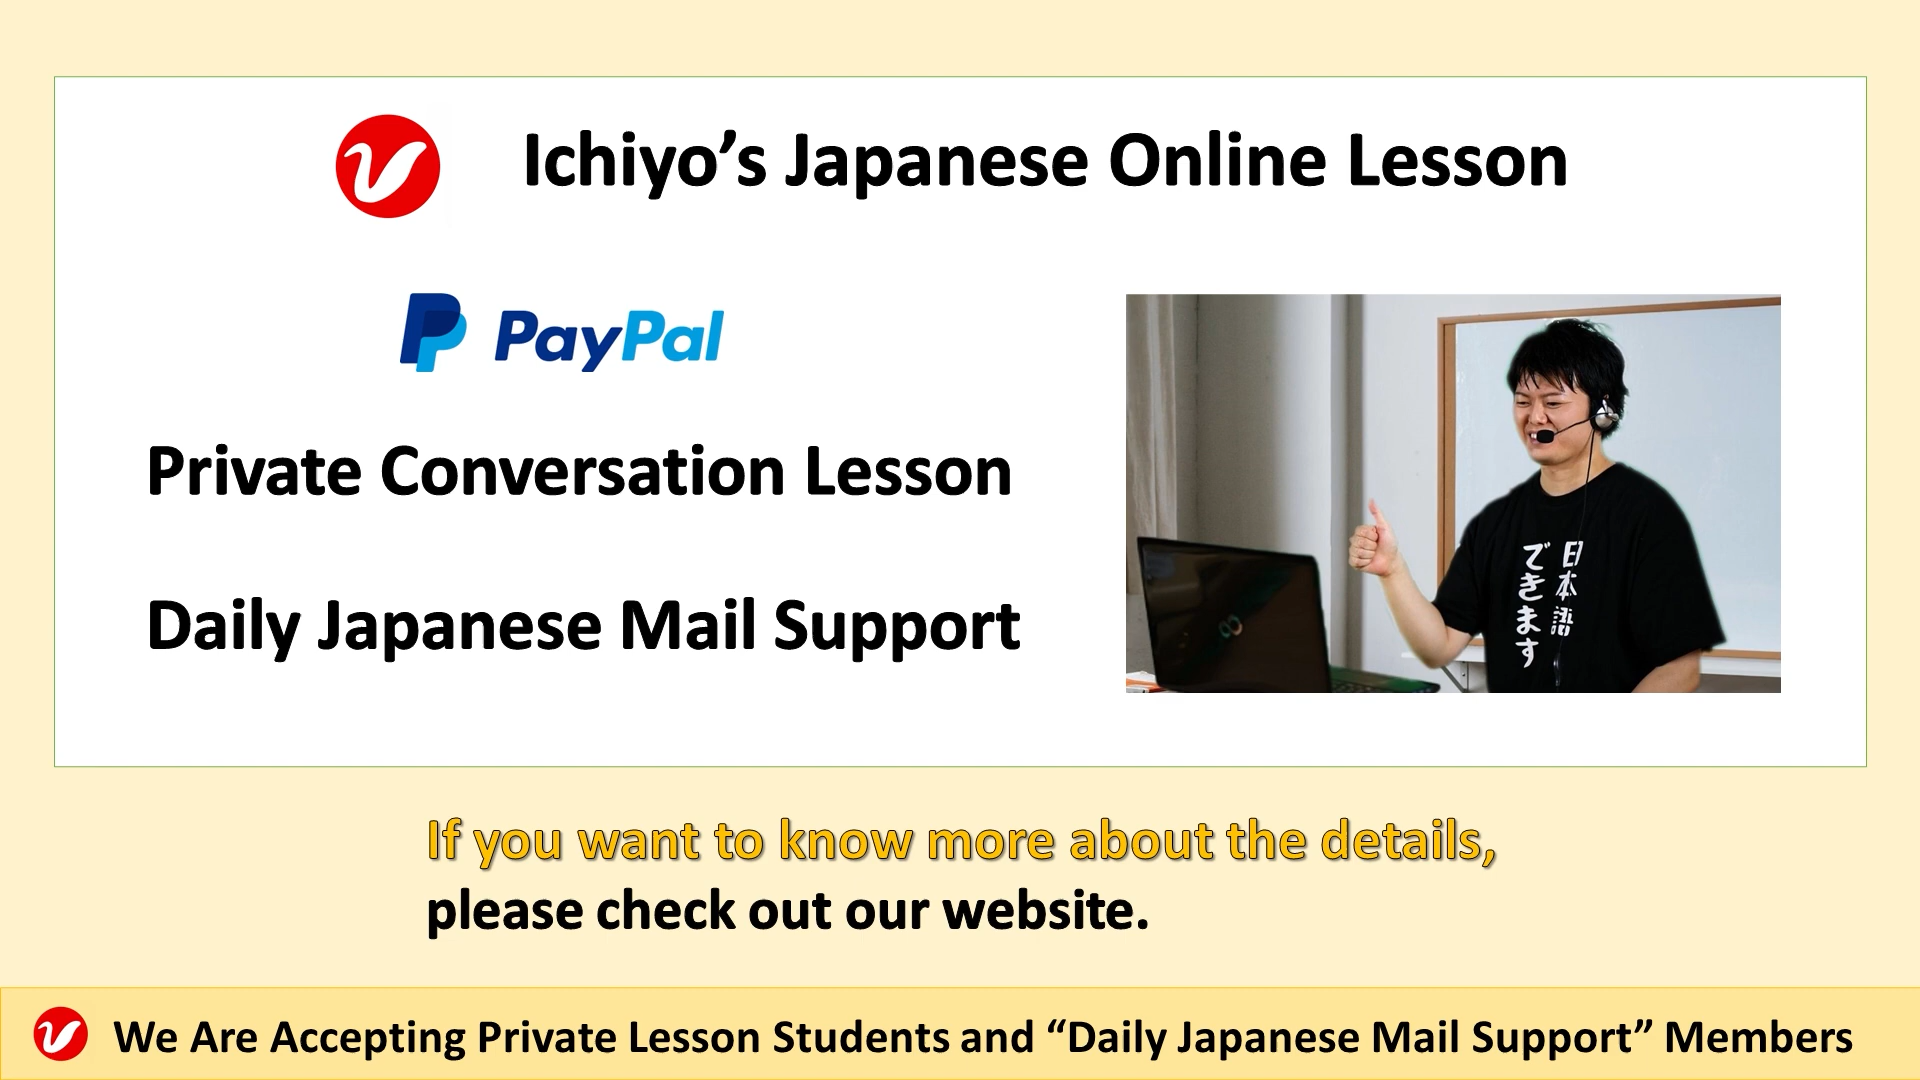 Ichiyo’s Japanese Online Lesson
PayPal
Private Conversation Lesson
Daily Japanese Mail Support
日本語
できます
If you want to know more about the details,
please check out our website.
We Are Accepting Private Lesson Students and “Daily Japanese Mail Support” Members